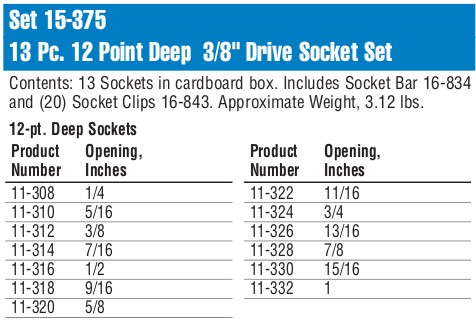 Set 15-375
13 Pc. 12 Point Deep 3/8" Drive Socket Set
Contents: 13 Sockets in cardboard box. Includes Socket Bar 16-834
and (20) Socket Clips 16-843. Approximate Weight, 3.12 lbs.
12-pt. Deep Sockets
Product Opening,
Number Inches
11-308 1/4
11-310 5/16
11-312 3/8
11-314 7/16
11-316 1/2
11-318 9/16
11-320 5/8
Product Opening,
Number Inches
11-322 11/16
11-324 3/4
11-326 13/16
11-328 7/8
11-330 15/16
11-332 1